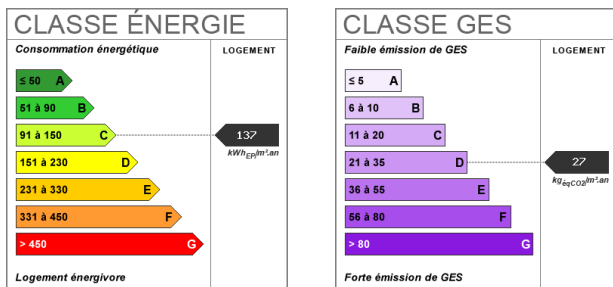 CLASSE ÉNERGIE
Consommation énergétique
LOGEMENT
≤ 50 A
51 à 90 B
91 à 150 C
137
kWhEP/m².an
151 à 230 D
231 à 330 E
331 à 450 F
> 450 G
Logement énergivore
CLASSE GES
Faible émission de GES
LOGEMENT
≤ 5 A
6 à 10 B
11 à 20 C
21 à 35 D
27
kgéqCO2/m².an
36 à 55 E
56 à 80 F
> 80 G
Forte émission de GES